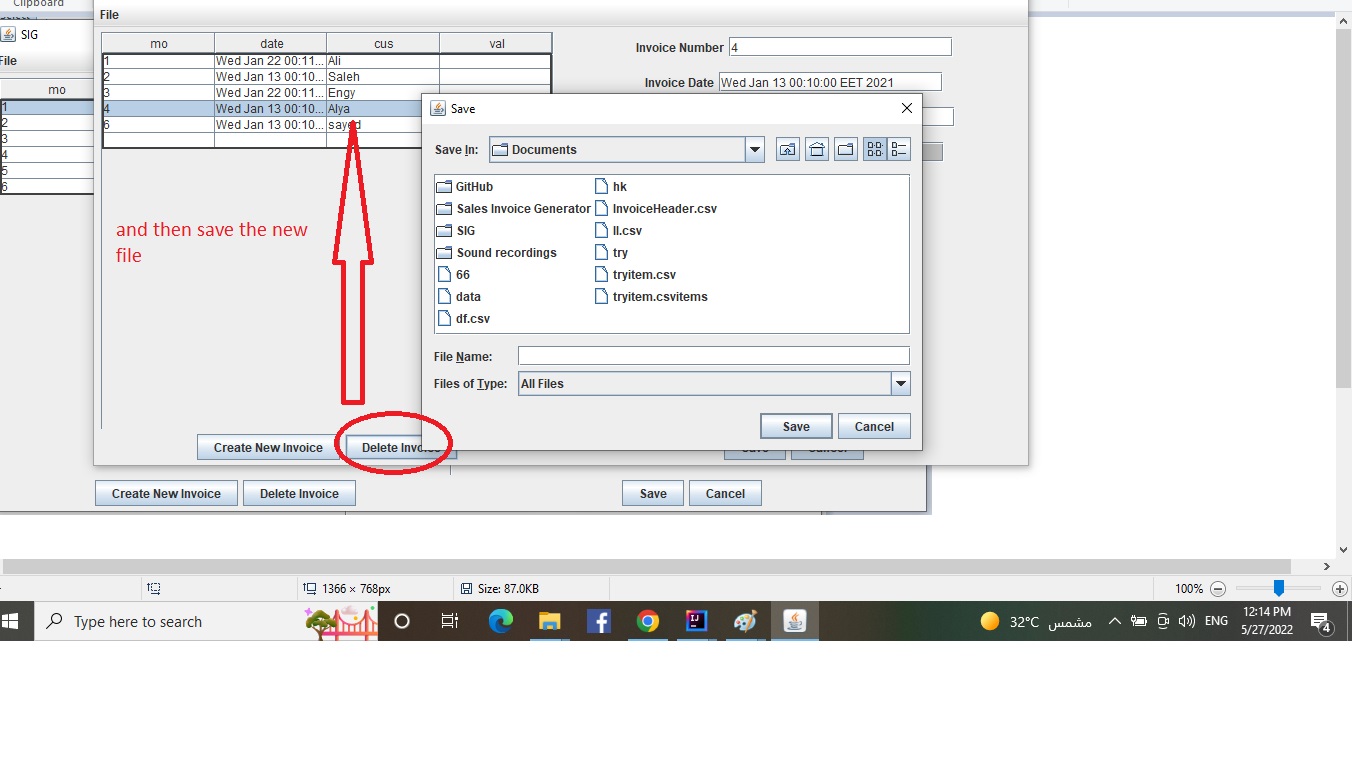 Clipboard
Select
SIG
File
mo
1
2
3
4
5
6
File
mo date cus val
1 Wed Jan 22 00:11... Ali
2 Wed Jan 13 00:10... Saleh
3 Wed Jan 22 00:11... Engy
4 Wed Jan 13 00:10... Alya
6 Wed Jan 13 00:10... sayed
Invoice Number 4
Invoice Date Wed Jan 13 00:10:00 EET 2021
and then save the new
file
Save
Save In: Documents
GitHub hk
Sales Invoice Generator InvoiceHeader.csv
SIG ll.csv
Sound recordings try
66 tryitem.csv
data tryitem.csvitems
df.csv
File Name:
Files of Type: All Files
Save Cancel
Create New Invoice Delete Invoice Save Cancel
Create New Invoice Delete Invoice Save Cancel
1366 × 768px Size: 87.0KB 100%
Type here to search
32°C مشمس ENG 12:14 PM
5/27/2022 4